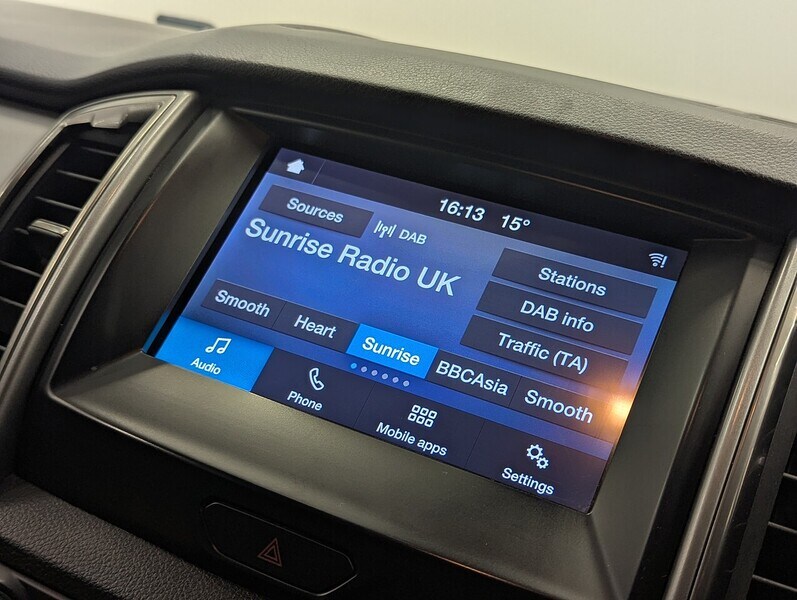 16:13 15°
Sources
DAB
Sunrise Radio UK
Stations
DAB info
Traffic (TA)
Smooth
Heart
Sunrise
BBCAsia
Smooth
Audio
Phone
Mobile apps
Settings